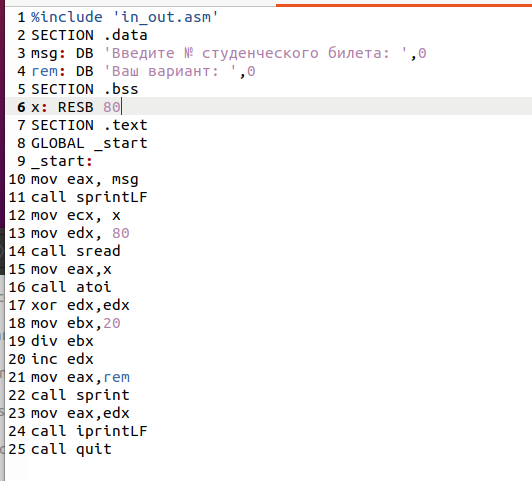 1 %include 'in_out.asm'
2 SECTION .data
3 msg: DB 'Введите № студенческого билета: ',0
4 rem: DB 'Ваш вариант: ',0
5 SECTION .bss
6 x: RESB 80
7 SECTION .text
8 GLOBAL _start
9 _start:
10 mov eax, msg
11 call sprintLF
12 mov ecx, x
13 mov edx, 80
14 call sread
15 mov eax,x
16 call atoi
17 xor edx,edx
18 mov ebx,20
19 div ebx
20 inc edx
21 mov eax,rem
22 call sprint
23 mov eax,edx
24 call iprintLF
25 call quit